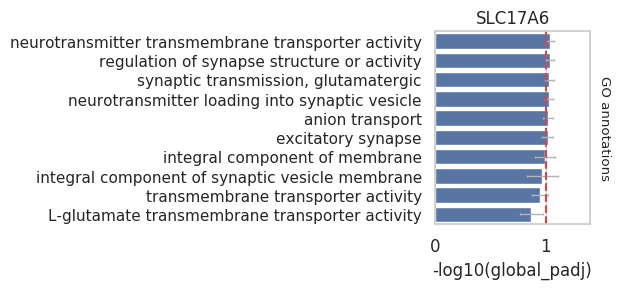 SLC17A6
neurotransmitter transmembrane transporter activity
regulation of synapse structure or activity
synaptic transmission, glutamatergic
neurotransmitter loading into synaptic vesicle
anion transport
excitatory synapse
integral component of membrane
integral component of synaptic vesicle membrane
transmembrane transporter activity
L-glutamate transmembrane transporter activity
GO annotations
0 1
-log10(global_padj)